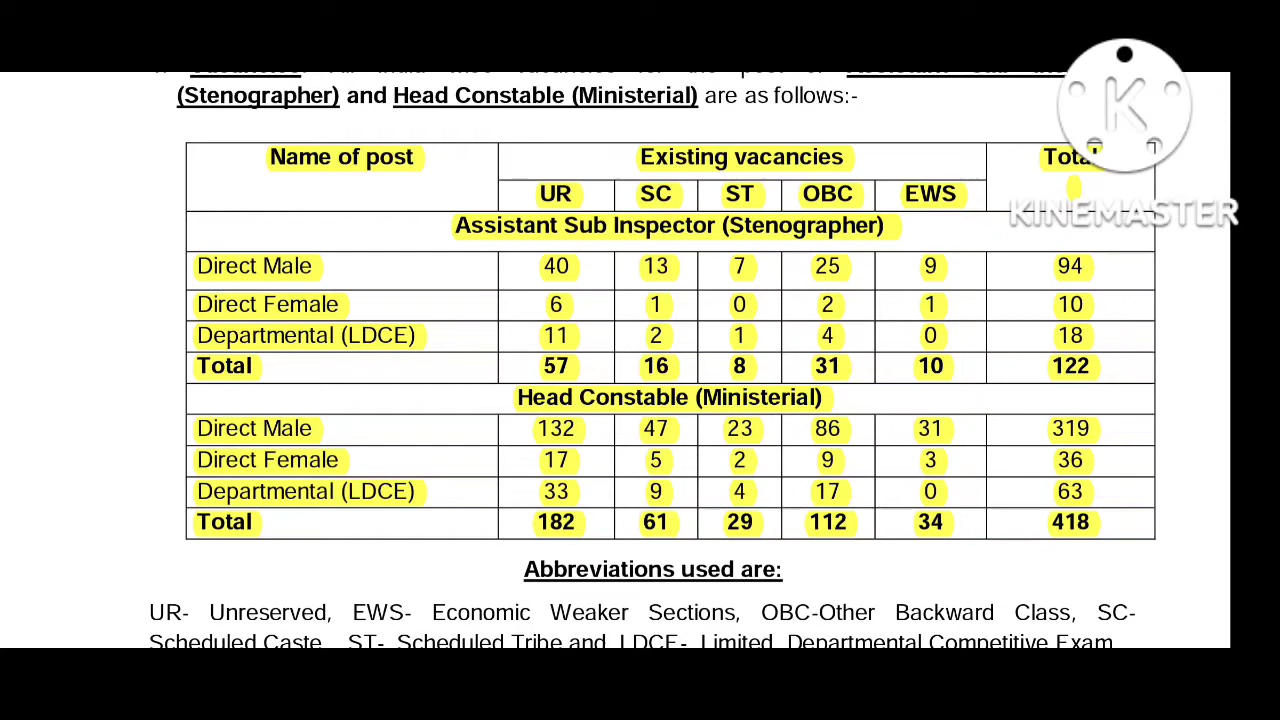 (Stenographer) and Head Constable (Ministerial) are as follows:-
Name of post Existing vacancies Total
UR SC ST OBC EWS
KINEMASTER
Assistant Sub Inspector (Stenographer)
Direct Male 40 13 7 25 9 94
Direct Female 6 1 0 2 1 10
Departmental (LDCE) 11 2 1 4 0 18
Total 57 16 8 31 10 122
Head Constable (Ministerial)
Direct Male 132 47 23 86 31 319
Direct Female 17 5 2 9 3 36
Departmental (LDCE) 33 9 4 17 0 63
Total 182 61 29 112 34 418
Abbreviations used are:
UR- Unreserved, EWS- Economic Weaker Sections, OBC-Other Backward Class, SC-
Scheduled Caste, ST- Scheduled Tribe and LDCE- Limited Departmental Competitive Exam